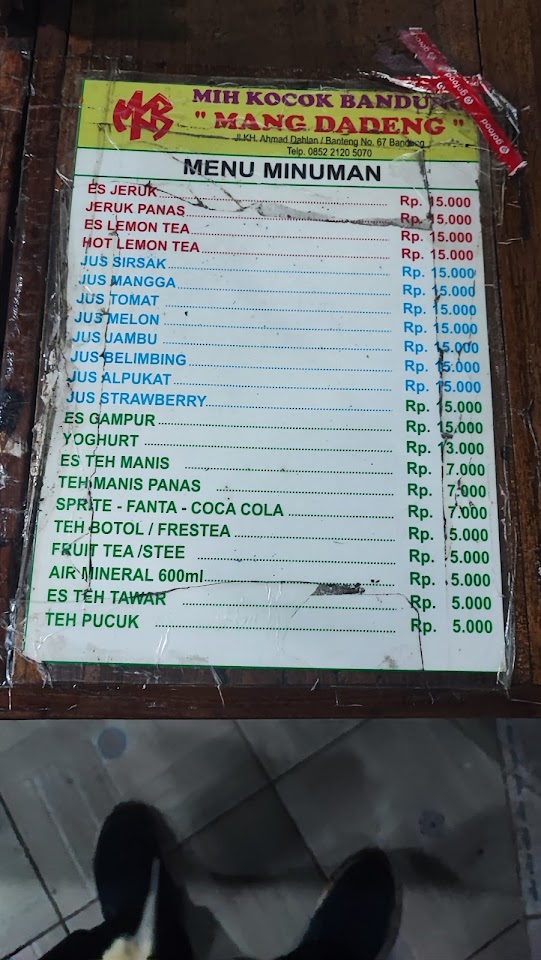 MKB
MIH KOCOK BANDUNG
" MANG DADENG "
Jl.KH. Ahmad Dahlan / Banteng No. 67 Bandung
Telp. 0852 2120 5070
MENU MINUMAN
ES JERUK Rp. 15.000
JERUK PANAS Rp. 15.000
ES LEMON TEA Rp. 15.000
HOT LEMON TEA Rp. 15.000
JUS SIRSAK Rp. 15.000
JUS MANGGA Rp. 15.000
JUS TOMAT Rp. 15.000
JUS MELON Rp. 15.000
JUS JAMBU Rp. 15.000
JUS BELIMBING Rp. 15.000
JUS ALPUKAT Rp. 15.000
JUS STRAWBERRY Rp. 15.000
ES GAMPUR Rp. 15.000
YOGHURT Rp. 13.000
ES TEH MANIS Rp. 7.000
TEH MANIS PANAS Rp. 7.000
SPRITE - FANTA - COCA COLA Rp. 7.000
TEH BOTOL / FRESTEA Rp. 5.000
FRUIT TEA /STEE Rp. 5.000
AIR MINERAL 600ml Rp. 5.000
ES TEH TAWAR Rp. 5.000
TEH PUCUK Rp. 5.000
gofood
gofood